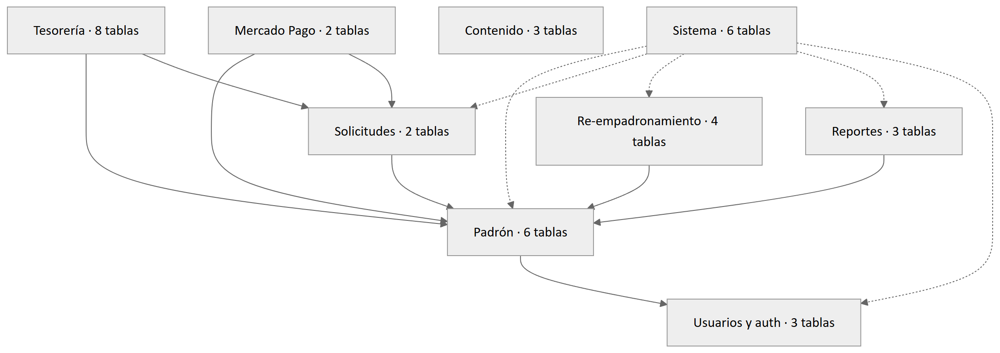 Tesorería · 8 tablas
Mercado Pago · 2 tablas
Contenido · 3 tablas
Sistema · 6 tablas
Solicitudes · 2 tablas
Re-empadronamiento · 4
tablas
Reportes · 3 tablas
Padrón · 6 tablas
Usuarios y auth · 3 tablas